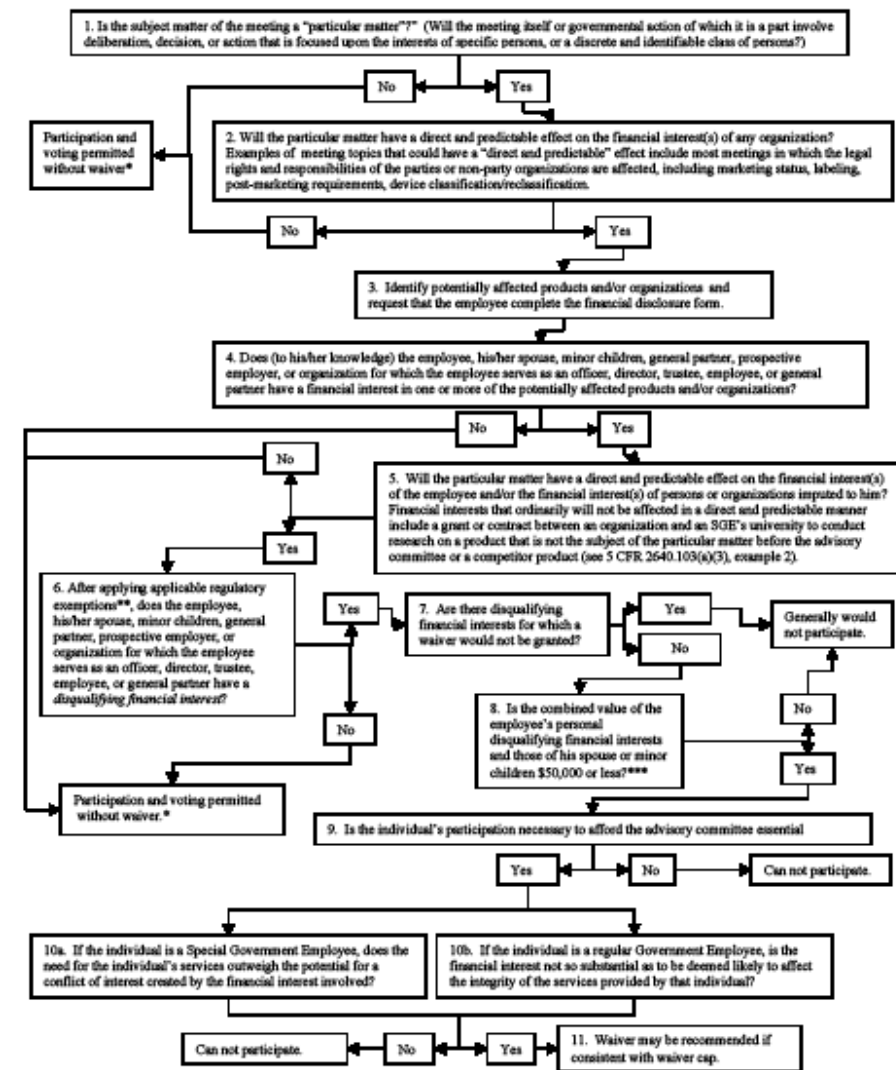 1. Is the subject matter of the meeting a “particular matter”?” (Will the meeting itself or governmental action of which it is a part involve
deliberation, decision, or action that is focused upon the interests of specific persons, or a discrete and identifiable class of persons?)
No
Yes
Participation and
voting permitted
without waiver*
2. Will the particular matter have a direct and predictable effect on the financial interest(s) of any organization?
Examples of meeting topics that could have a “direct and predictable” effect include most meetings in which the legal
rights and responsibilities of the parties or non-party organizations are affected, including marketing status, labeling,
post-marketing requirements, device classification/reclassification.
No
Yes
3. Identify potentially affected products and/or organizations and
request that the employee complete the financial disclosure form.
4. Does (to his/her knowledge) the employee, his/her spouse, minor children, general partner, prospective
employer, or organization for which the employee serves as an officer, director, trustee, employee, or general
partner have a financial interest in one or more of the potentially affected products and/or organizations?
No
Yes
No
5. Will the particular matter have a direct and predictable effect on the financial interest(s)
of the employee and/or the financial interest(s) of persons or organizations imputed to him?
Financial interests that ordinarily will not be affected in a direct and predictable manner
include a grant or contract between an organization and an SGE’s university to conduct
research on a product that is not the subject of the particular matter before the advisory
committee or a competitor product (see 5 CFR 2640.103(a)(3), example 2).
Yes
6. After applying applicable regulatory
exemptions**, does the employee,
his/her spouse, minor children, general
partner, prospective employer, or
organization for which the employee
serves as an officer, director, trustee,
employee, or general partner have a
disqualifying financial interest?
Yes
7. Are there disqualifying
financial interests for which a
waiver would not be granted?
Yes
Generally would
not participate.
No
No
8. Is the combined value of the
employee’s personal
disqualifying financial interests
and those of his spouse or minor
children $50,000 or less?***
No
Yes
Participation and voting permitted
without waiver.*
9. Is the individual’s participation necessary to afford the advisory committee essential
Yes
No
Can not participate.
10a. If the individual is a Special Government Employee, does the
need for the individual’s services outweigh the potential for a
conflict of interest created by the financial interest involved?
10b. If the individual is a regular Government Employee, is the
financial interest not so substantial as to be deemed likely to affect
the integrity of the services provided by that individual?
Can not participate.
No
Yes
11. Waiver may be recommended if
consistent with waiver cap.